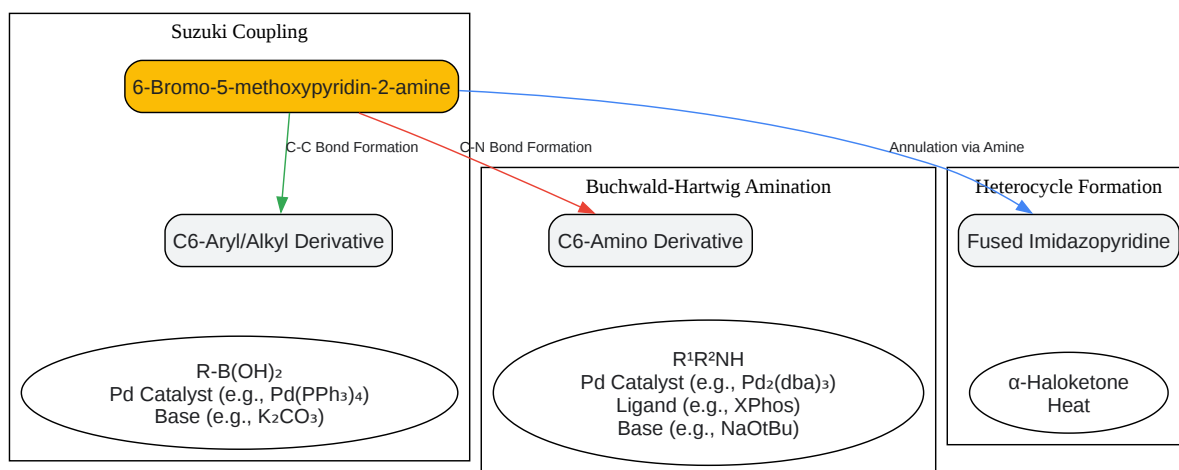 Suzuki Coupling
6-Bromo-5-methoxypyridin-2-amine
C-C Bond Formation
C-N Bond Formation
Annulation via Amine
Buchwald-Hartwig Amination
Heterocycle Formation
C6-Aryl/Alkyl Derivative
C6-Amino Derivative
Fused Imidazopyridine
R-B(OH)₂
Pd Catalyst (e.g., Pd(PPh₃)₄)
Base (e.g., K₂CO₃)
R¹R²NH
Pd Catalyst (e.g., Pd₂(dba)₃)
Ligand (e.g., XPhos)
Base (e.g., NaOtBu)
α-Haloketone
Heat